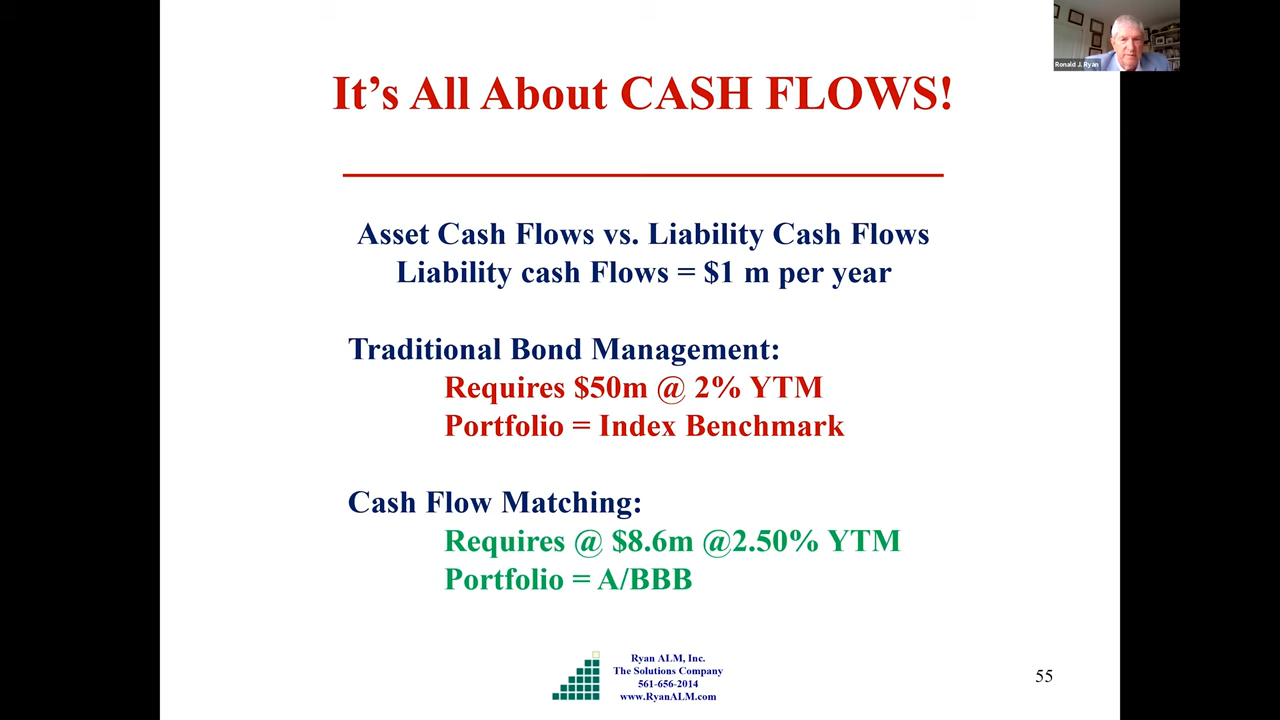 Ronald J. Ryan
It's All About CASH FLOWS!
Asset Cash Flows vs. Liability Cash Flows
Liability cash Flows = $1 m per year
Traditional Bond Management:
Requires $50m @ 2% YTM
Portfolio = Index Benchmark
Cash Flow Matching:
Requires @ $8.6m @2.50% YTM
Portfolio = A/BBB
Ryan ALM, Inc.
The Solutions Company
561-656-2014
www.RyanALM.com
55